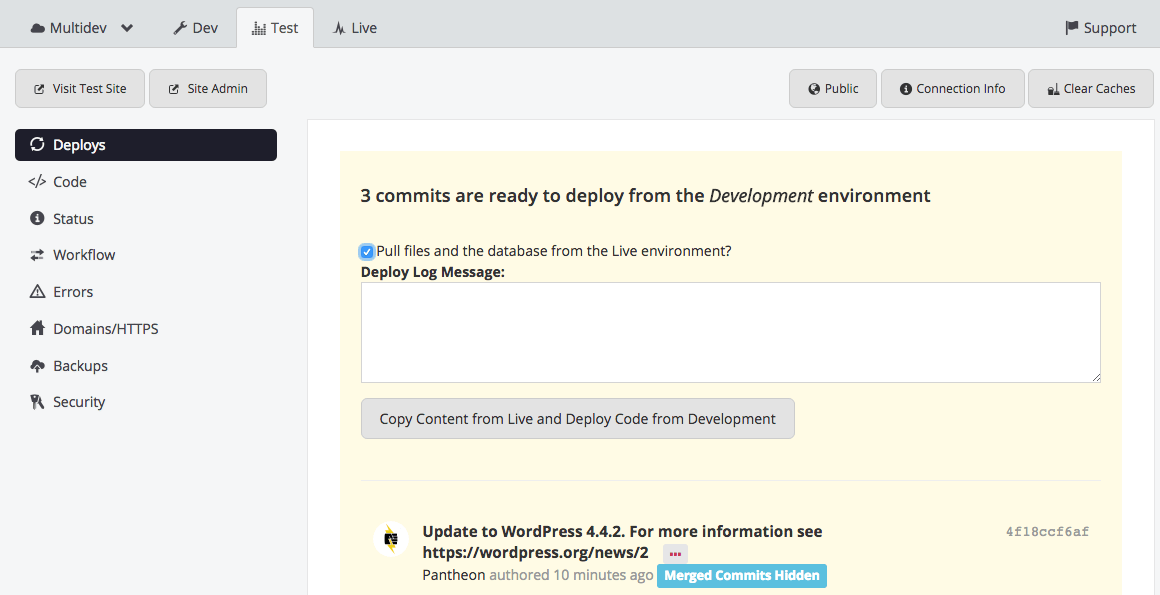 Multidev Dev Test Live Support
Visit Test Site Site Admin Public Connection Info Clear Caches
Deploys
Code
Status
Workflow
Errors
Domains/HTTPS
Backups
Security
3 commits are ready to deploy from the Development environment
Pull files and the database from the Live environment?
Deploy Log Message:
Copy Content from Live and Deploy Code from Development
Update to WordPress 4.4.2. For more information see 4f18ccf6af
https://wordpress.org/news/2 ...
Pantheon authored 10 minutes ago Merged Commits Hidden